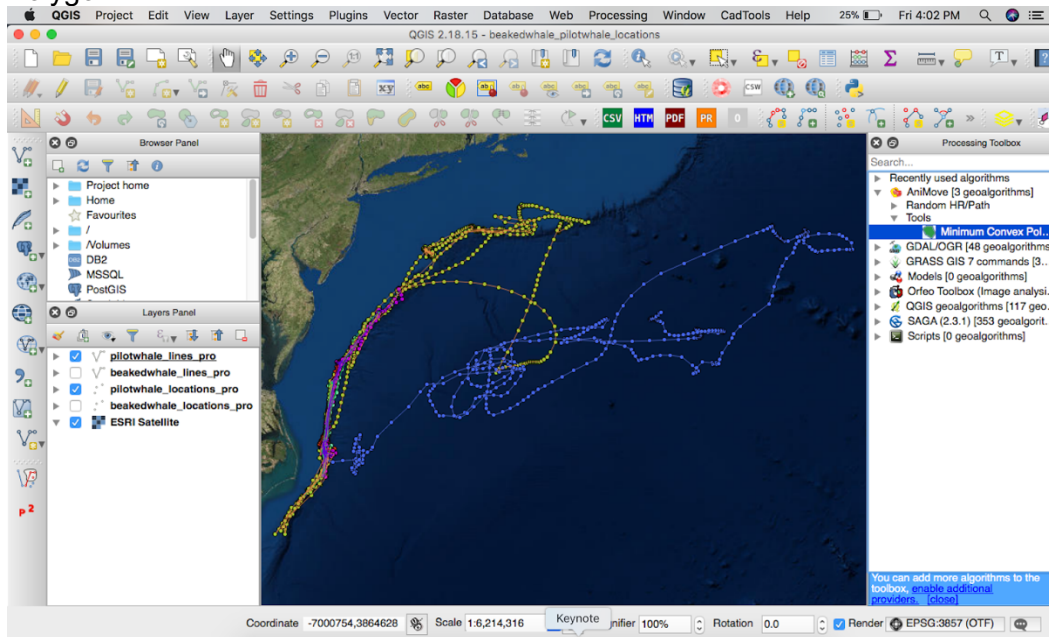 QGIS Project Edit View Layer Settings Plugins Vector Raster Database Web Processing Window CadTools Help 25% Fri 4:02 PM
QGIS 2.18.15 - beakedwhale_pilotwhale_locations
CSV HTM PDF PR
Browser Panel
Project home
Home
Favourites
/
/Volumes
DB2
MSSQL
PostGIS
Layers Panel
pilotwhale_lines_pro
beakedwhale_lines_pro
pilotwhale_locations_pro
beakedwhale_locations_pro
ESRI Satellite
Processing Toolbox
Search...
Recently used algorithms
AniMove [3 geoalgorithms]
Random HR/Path
Tools
Minimum Convex Pol...
GDAL/OGR [48 geoalgorithms
GRASS GIS 7 commands [3...
Models [0 geoalgorithms]
Orfeo Toolbox (Image analysi...
QGIS geoalgorithms [117 geo...
SAGA (2.3.1) [353 geoalgorit...
Scripts [0 geoalgorithms]
You can add more algorithms to the
toolbox, enable additional
providers. [close]
Coordinate -7000754,3864628 Scale 1:6,214,316 Keynote nifier 100% Rotation 0.0 Render EPSG:3857 (OTF)